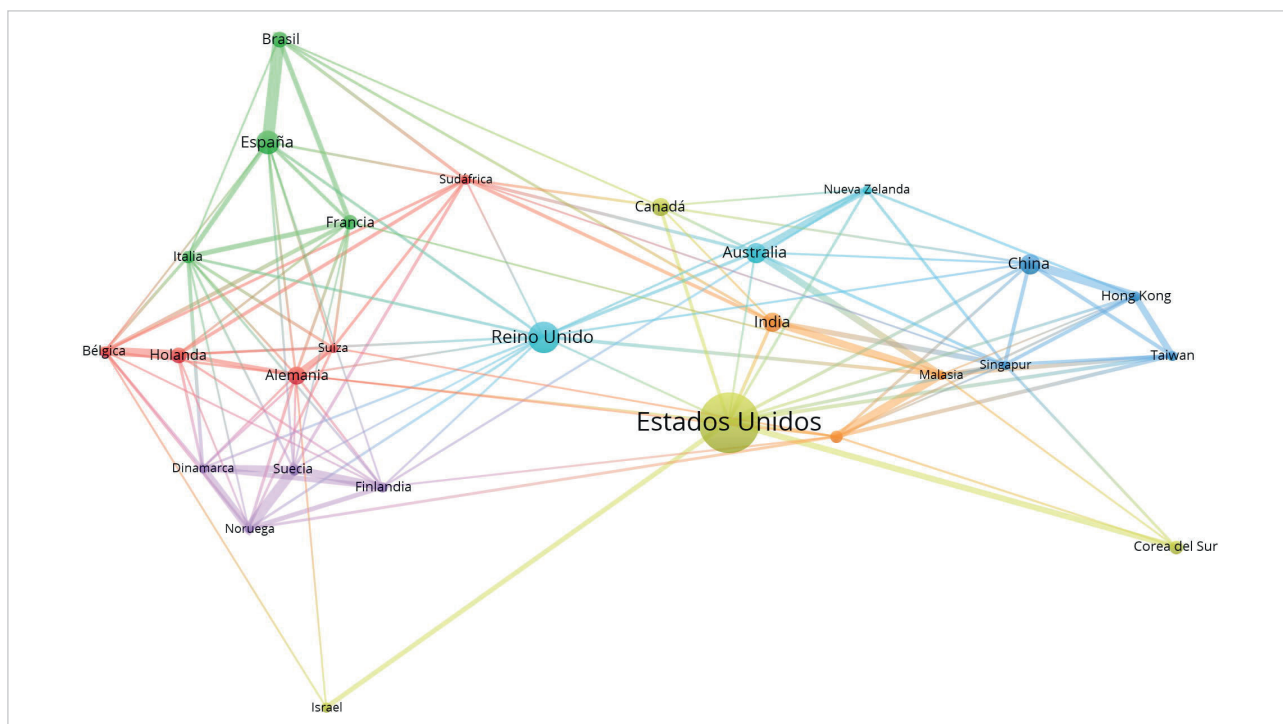 Brasil
España
Sudáfrica
Nueva Zelanda
Canadá
Francia
Australia
Italia
China
Hong Kong
India
Reino Unido
Bélgica
Holanda
Suiza
Taiwan
Singapur
Malasia
Alemania
Estados Unidos
Dinamarca
Suecia
Finlandia
Noruega
Corea del Sur
Israel